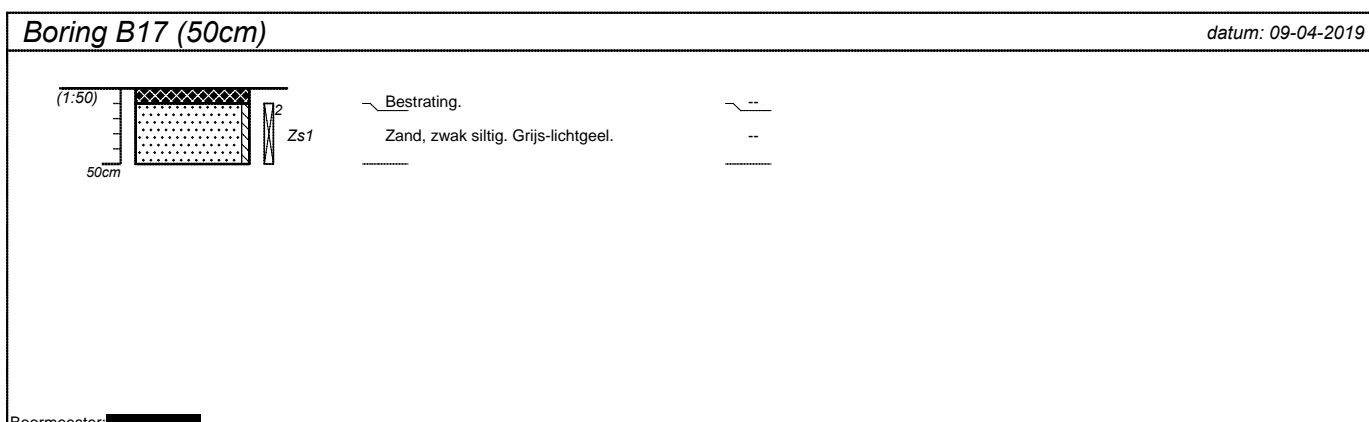 Boring B17 (50cm)
datum: 09-04-2019
(1:50)
Bestrating.
--
2
Zs1
Zand, zwak siltig. Grijs-lichtgeel.
--
50cm
Boormeester: